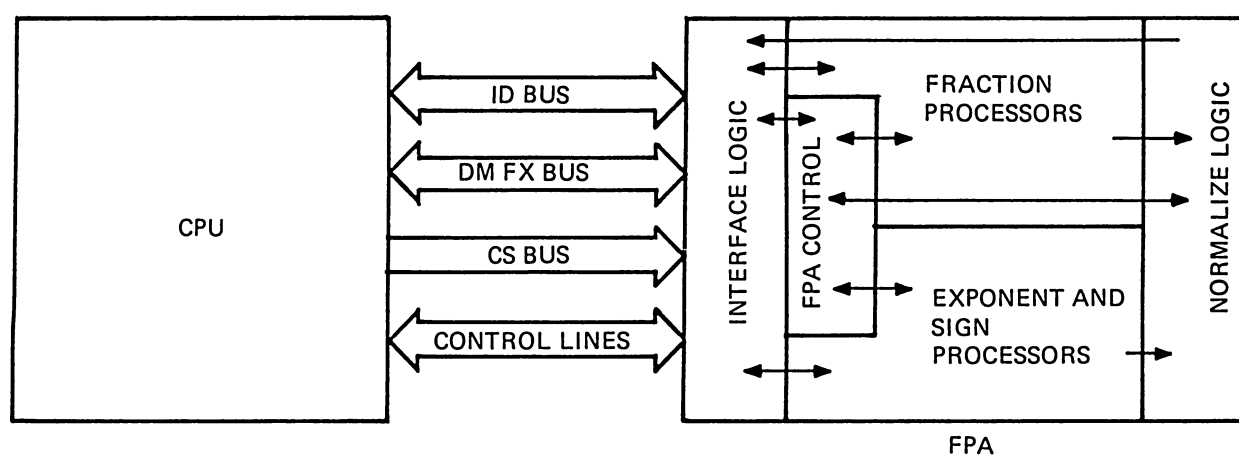 CPU
ID BUS
DM FX BUS
CS BUS
CONTROL LINES
INTERFACE LOGIC
FPA CONTROL
FRACTION
PROCESSORS
EXPONENT AND
SIGN
PROCESSORS
NORMALIZE LOGIC
FPA